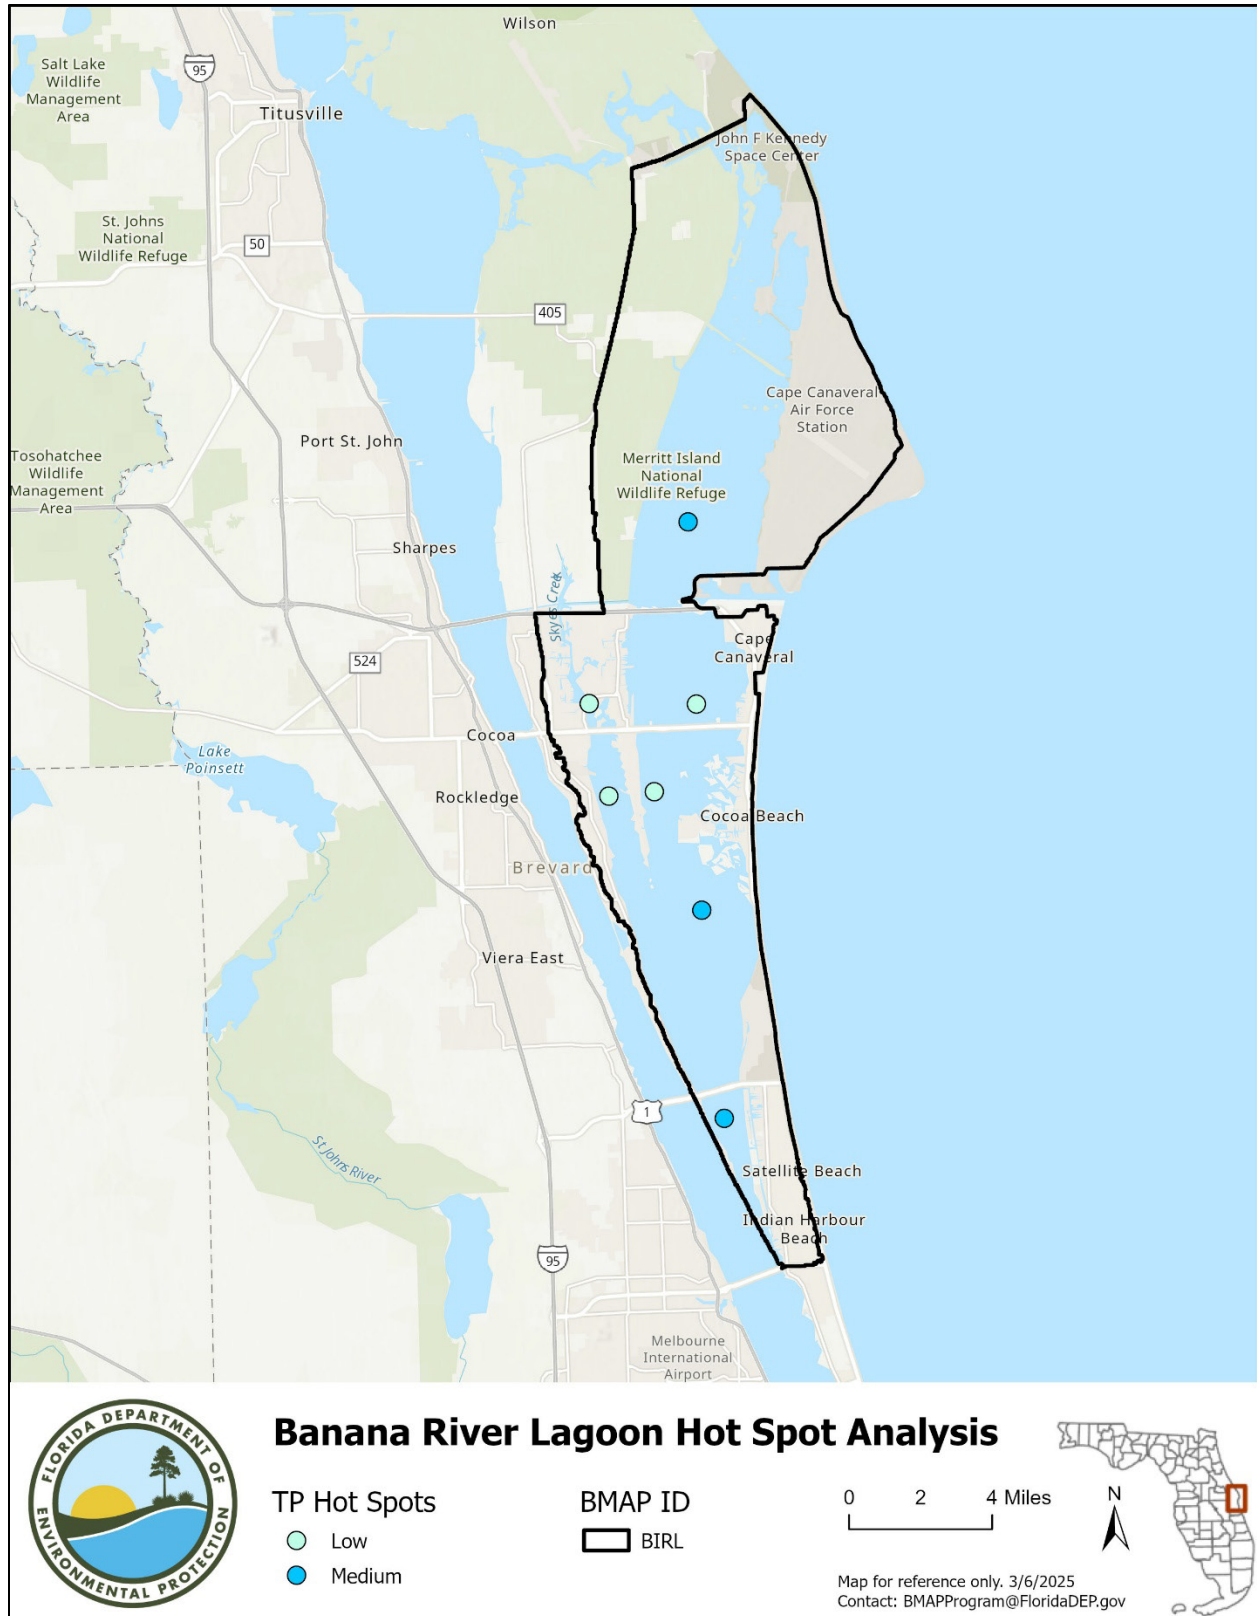 Wilson
Salt Lake
Wildlife
Management
Area
95
Titusville
John F Kennedy
Space Center
St. Johns
National
Wildlife Refuge
50
405
Cape Canaveral
Air Force
Station
Port St. John
Tosohatchee
Wildlife
Management
Area
Merritt Island
National
Wildlife Refuge
Sharpes
Skyes Creek
Cape
Canaveral
524
Cocoa
Lake
Poinsett
Rockledge
Cocoa Beach
Brevard
Viera East
1
St Johns River
Satellite Beach
Indian Harbour
Beach
95
Melbourne
International
Airport
FLORIDA DEPARTMENT OF
ENVIRONMENTAL PROTECTION
Banana River Lagoon Hot Spot Analysis
TP Hot Spots
Low
Medium
BMAP ID
BIRL
0 2 4 Miles
N
Map for reference only. 3/6/2025
Contact: BMAPProgram@FloridaDEP.gov